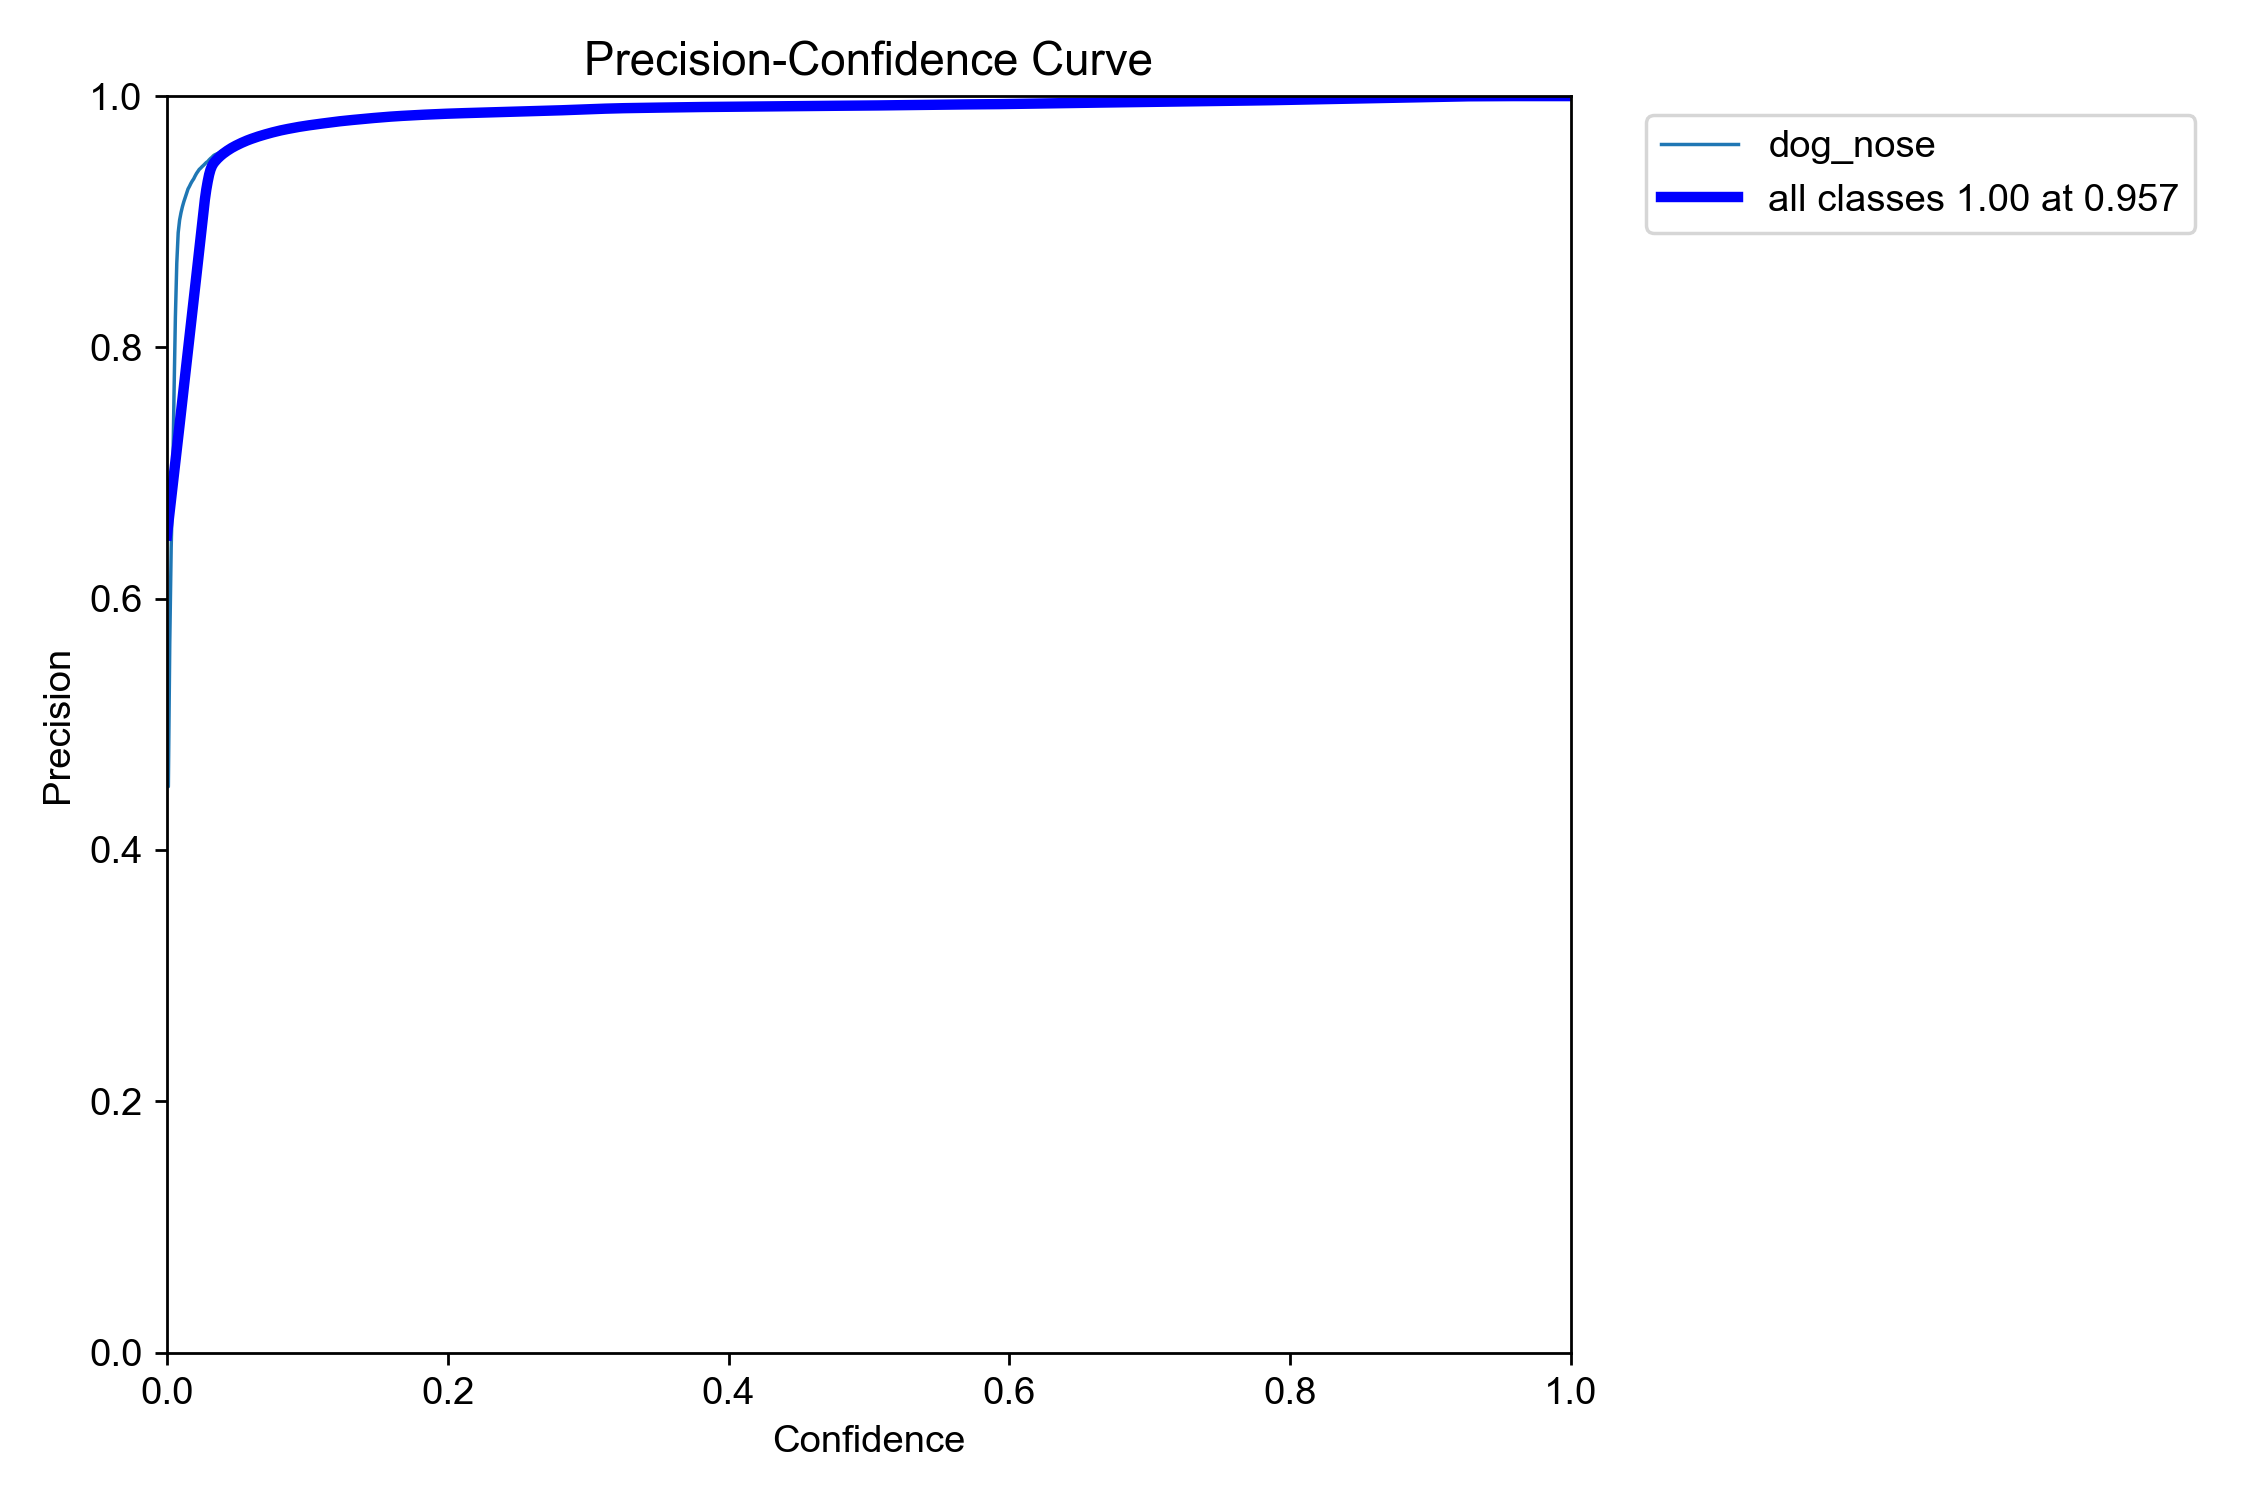 Precision-Confidence Curve
1.0
0.8
0.6
0.4
0.2
0.0
Precision
0.0 0.2 0.4 0.6 0.8 1.0
Confidence
dog_nose
all classes 1.00 at 0.957